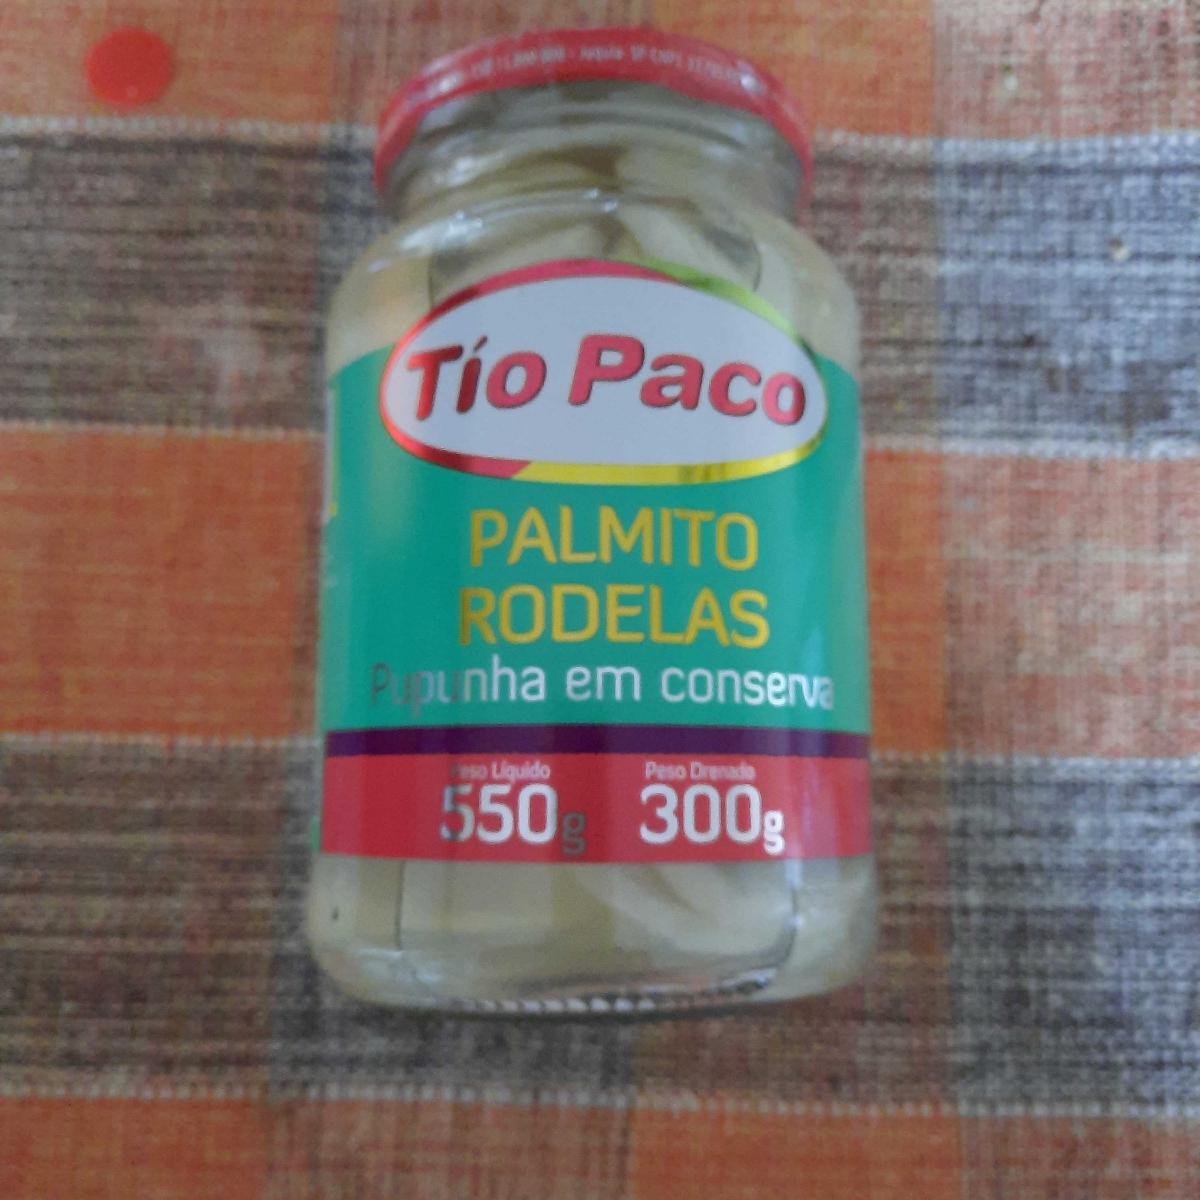 Tío Paco
PALMITO
RODELAS
Pupunha em conserva
Peso Líquido Peso Drenado
550g 300g